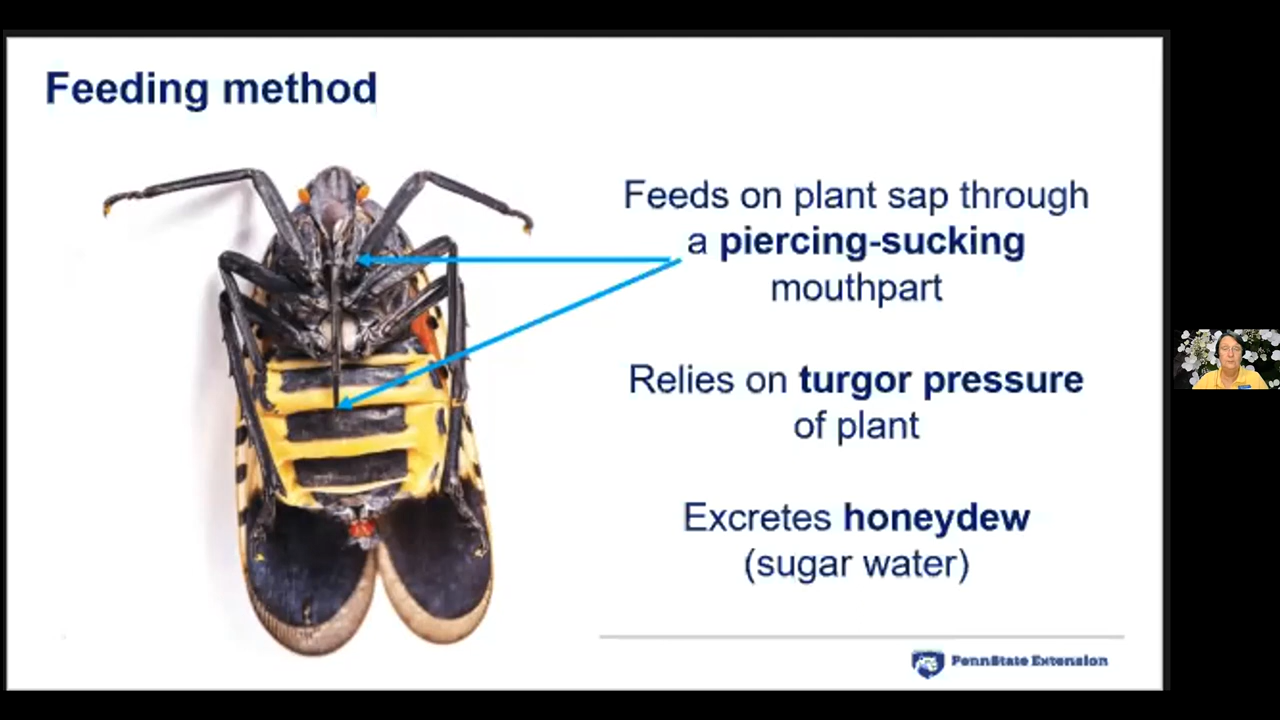 Feeding method
Feeds on plant sap through
a piercing-sucking
mouthpart
Relies on turgor pressure
of plant
Excretes honeydew
(sugar water)
PennState Extension